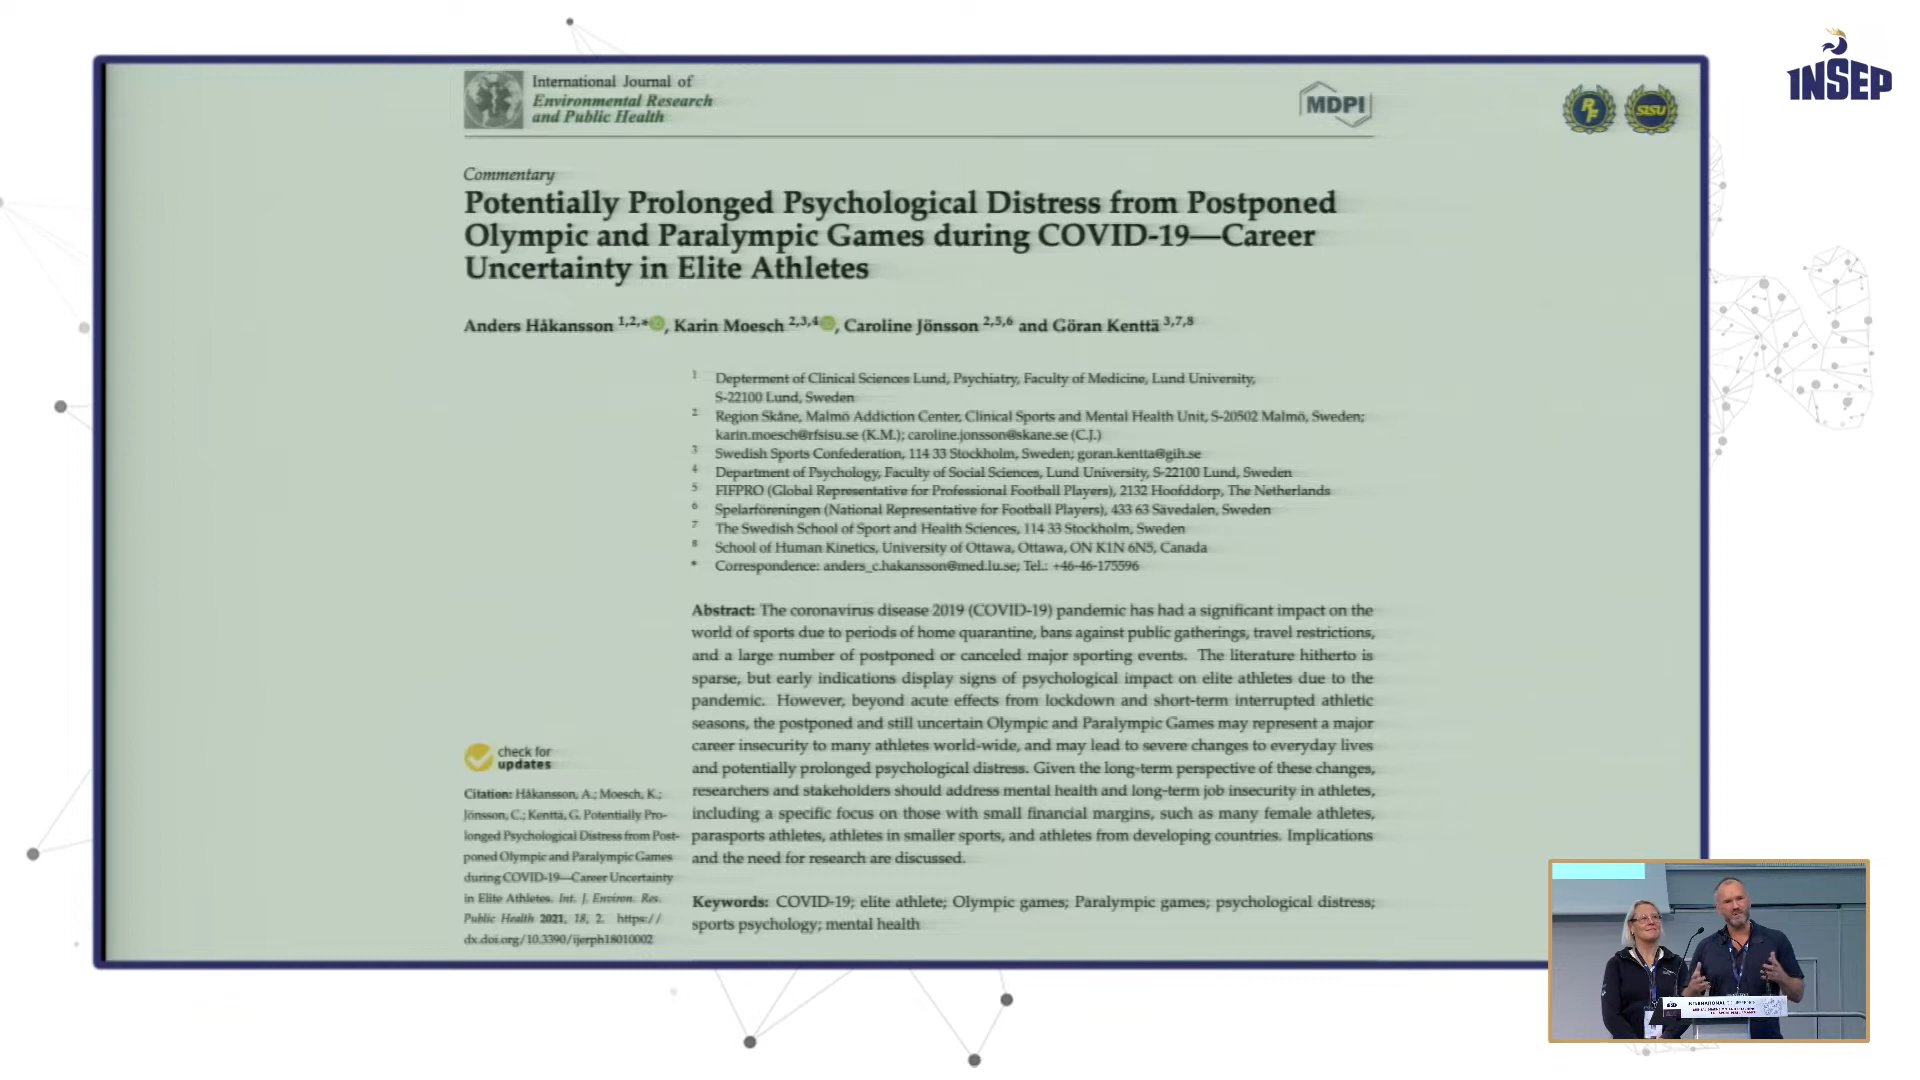 International Journal of
Environmental Research
and Public Health
MDPI
RF
SISU
INSEP
Commentary
Potentially Prolonged Psychological Distress from Postponed
Olympic and Paralympic Games during COVID-19—Career
Uncertainty in Elite Athletes
Anders Håkansson 1,2,*, Karin Moesch 2,3,4, Caroline Jönsson 2,5,6 and Göran Kenttä 3,7,8
1 Depterment of Clinical Sciences Lund, Psychiatry, Faculty of Medicine, Lund University,
S-22100 Lund, Sweden
2 Region Skåne, Malmö Addiction Center, Clinical Sports and Mental Health Unit, S-20502 Malmö, Sweden;
karin.moesch@rfsisu.se (K.M.); caroline.jonsson@skane.se (C.J.)
3 Swedish Sports Confederation, 114 33 Stockholm, Sweden; goran.kentta@gih.se
4 Department of Psychology, Faculty of Social Sciences, Lund University, S-22100 Lund, Sweden
5 FIFPRO (Global Representative for Professional Football Players), 2132 Hoofddorp, The Netherlands
6 Spelarföreningen (National Representative for Football Players), 433 63 Sävedalen, Sweden
7 The Swedish School of Sport and Health Sciences, 114 33 Stockholm, Sweden
8 School of Human Kinetics, University of Ottawa, Ottawa, ON K1N 6N5, Canada
* Correspondence: anders_c.hakansson@med.lu.se; Tel.: +46-46-175596
Abstract: The coronavirus disease 2019 (COVID-19) pandemic has had a significant impact on the
world of sports due to periods of home quarantine, bans against public gatherings, travel restrictions,
and a large number of postponed or canceled major sporting events. The literature hitherto is
sparse, but early indications display signs of psychological impact on elite athletes due to the
pandemic. However, beyond acute effects from lockdown and short-term interrupted athletic
seasons, the postponed and still uncertain Olympic and Paralympic Games may represent a major
career insecurity to many athletes world-wide, and may lead to severe changes to everyday lives
and potentially prolonged psychological distress. Given the long-term perspective of these changes,
researchers and stakeholders should address mental health and long-term job insecurity in athletes,
including a specific focus on those with small financial margins, such as many female athletes,
parasports athletes, athletes in smaller sports, and athletes from developing countries. Implications
and the need for research are discussed.
Keywords: COVID-19; elite athlete; Olympic games; Paralympic games; psychological distress;
sports psychology; mental health
check for
updates
Citation: Håkansson, A.; Moesch, K.;
Jönsson, C.; Kenttä, G. Potentially Pro-
longed Psychological Distress from Post-
poned Olympic and Paralympic Games
during COVID-19—Career Uncertainty
in Elite Athletes. Int. J. Environ. Res.
Public Health 2021, 18, 2. https://
dx.doi.org/10.3390/ijerph18010002
INTERNATIONAL